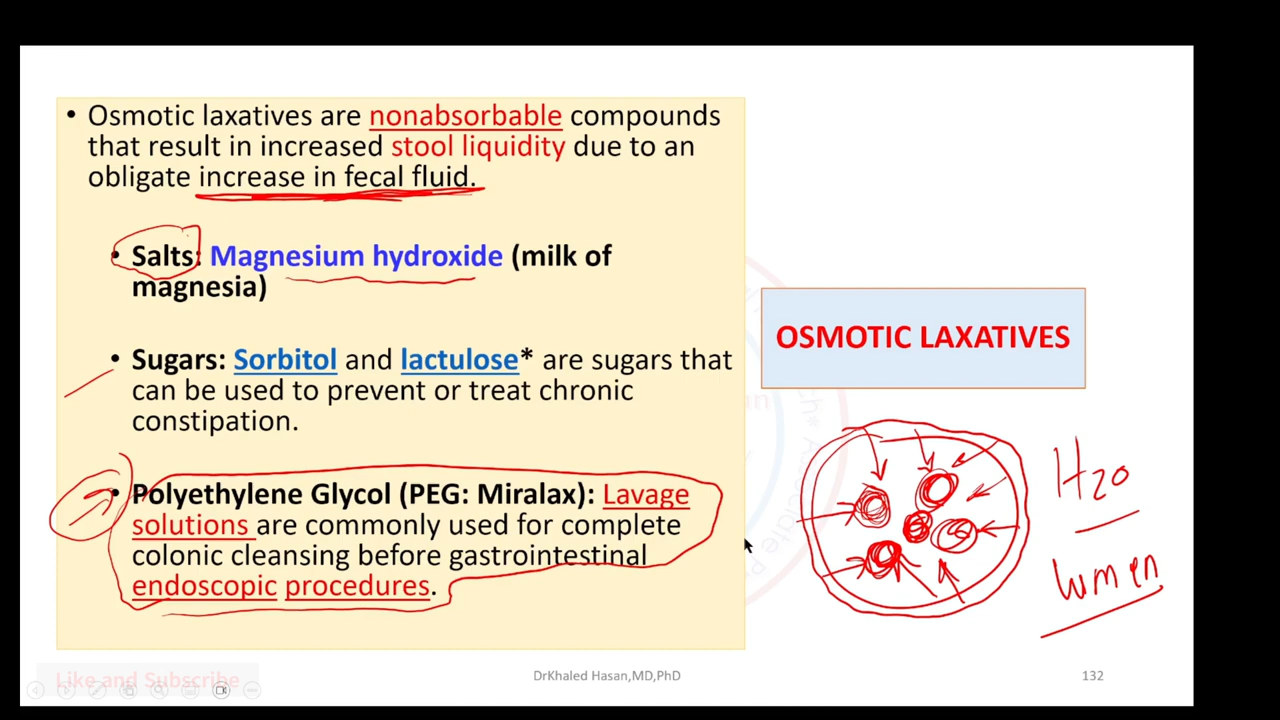 • Osmotic laxatives are nonabsorbable compounds
that result in increased stool liquidity due to an
obligate increase in fecal fluid.
• Salts: Magnesium hydroxide (milk of
magnesia)
• Sugars: Sorbitol and lactulose* are sugars that
can be used to prevent or treat chronic
constipation.
• Polyethylene Glycol (PEG: Miralax): Lavage
solutions are commonly used for complete
colonic cleansing before gastrointestinal
endoscopic procedures.
OSMOTIC LAXATIVES
H20
lumen
Like and Subscribe
DrKhaled Hasan,MD,PhD
132